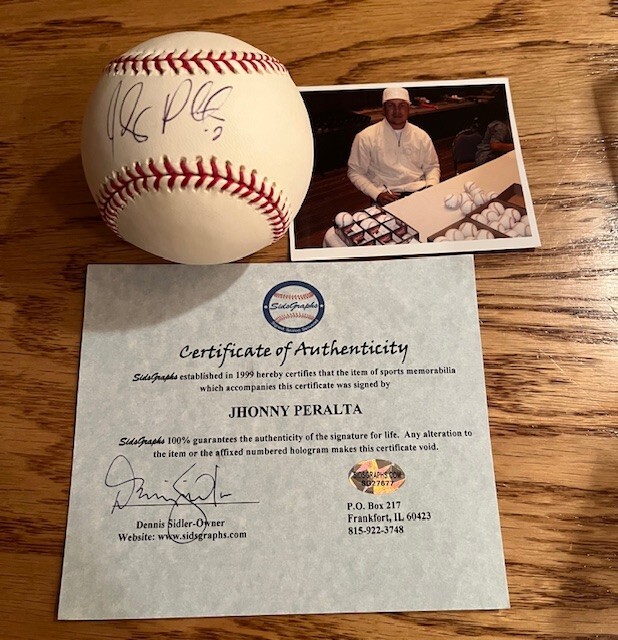 SidsGraphs
Certificate of Authenticity
SidsGraphs established in 1999 hereby certifies that the item of sports memorabilia
which accompanies this certificate was signed by
JHONNY PERALTA
SidsGraphs 100% guarantees the authenticity of the signature for life. Any alteration to
the item or the affixed numbered hologram makes this certificate void.
SIDSGRAPHS.COM
Dennis Sidler-Owner
Website: www.sidsgraphs.com
P.O. Box 217
Frankfort, IL 60423
815-922-3748